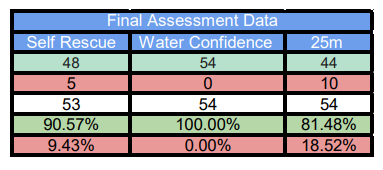 Final Assessment Data
Self Rescue Water Confidence 25m
48 54 44
5 0 10
53 54 54
90.57% 100.00% 81.48%
9.43% 0.00% 18.52%